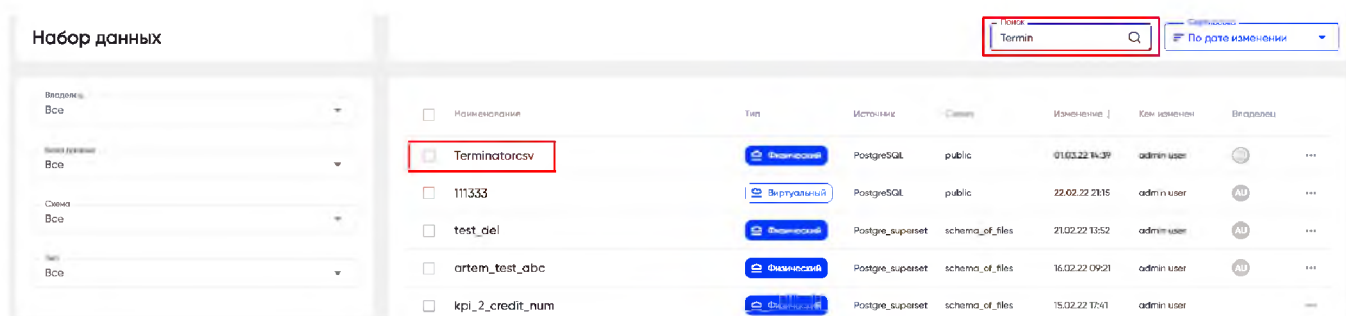 Набор данных
Поиск
Termin
Сортировка
По дате изменении
Владелец
Все
База данных
Все
Схема
Все
Тип
Все
Наименование Тип Источник Схема Изменение Кем изменен Владелец
Terminatorcsv Физический PostgreSQL public 01.03.22 14:39 admin user
111333 Виртуальный PostgreSQL public 22.02.22 21:15 admin user AU
test_del Физический Postgre_superset schema_of_files 21.02.22 13:52 admin user AU
artem_test_abc Физический Postgre_superset schema_of_files 16.02.22 09:21 admin user AU
kpi_2_credit_num Физический Postgre_superset schema_of_files 15.02.22 17:41 admin user